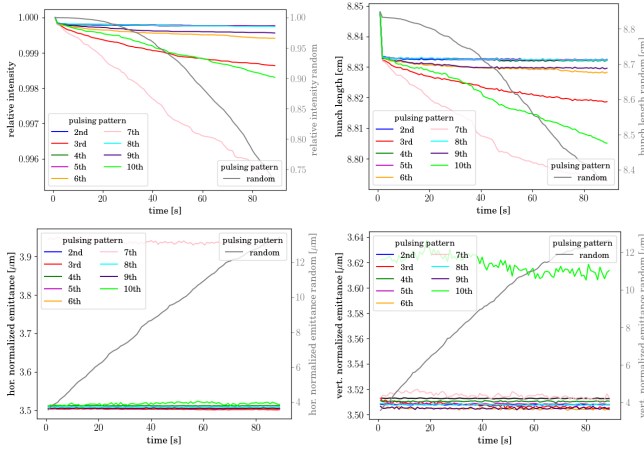 1.000
0.999
0.998
0.997
0.996
relative intensity
1.00
0.95
0.90
0.85
0.80
0.75
relative intensity random
pulsing pattern
2nd
3rd
4th
5th
6th
7th
8th
9th
10th
pulsing pattern
random
0
20
40
60
80
time [s]
8.85
8.84
8.83
8.82
8.81
8.80
bunch length [cm]
8.8
8.7
8.6
8.5
8.4
bunch length random [cm]
pulsing pattern
2nd
3rd
4th
5th
6th
7th
8th
9th
10th
pulsing pattern
random
0
20
40
60
80
time [s]
3.9
3.8
3.7
3.6
3.5
hor. normalized emittance [μm]
12
10
8
6
4
hor. normalized emittance random [μm]
pulsing pattern
2nd
3rd
4th
5th
6th
7th
8th
9th
10th
pulsing pattern
random
0
20
40
60
80
time [s]
3.64
3.62
3.60
3.58
3.56
3.54
3.52
3.50
vert. normalized emittance [μm]
12
10
8
6
4
vert. normalized emittance random [μm]
pulsing pattern
2nd
3rd
4th
5th
6th
7th
8th
9th
10th
pulsing pattern
random
0
20
40
60
80
time [s]